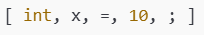 [ int, x, =, 10, ; ]